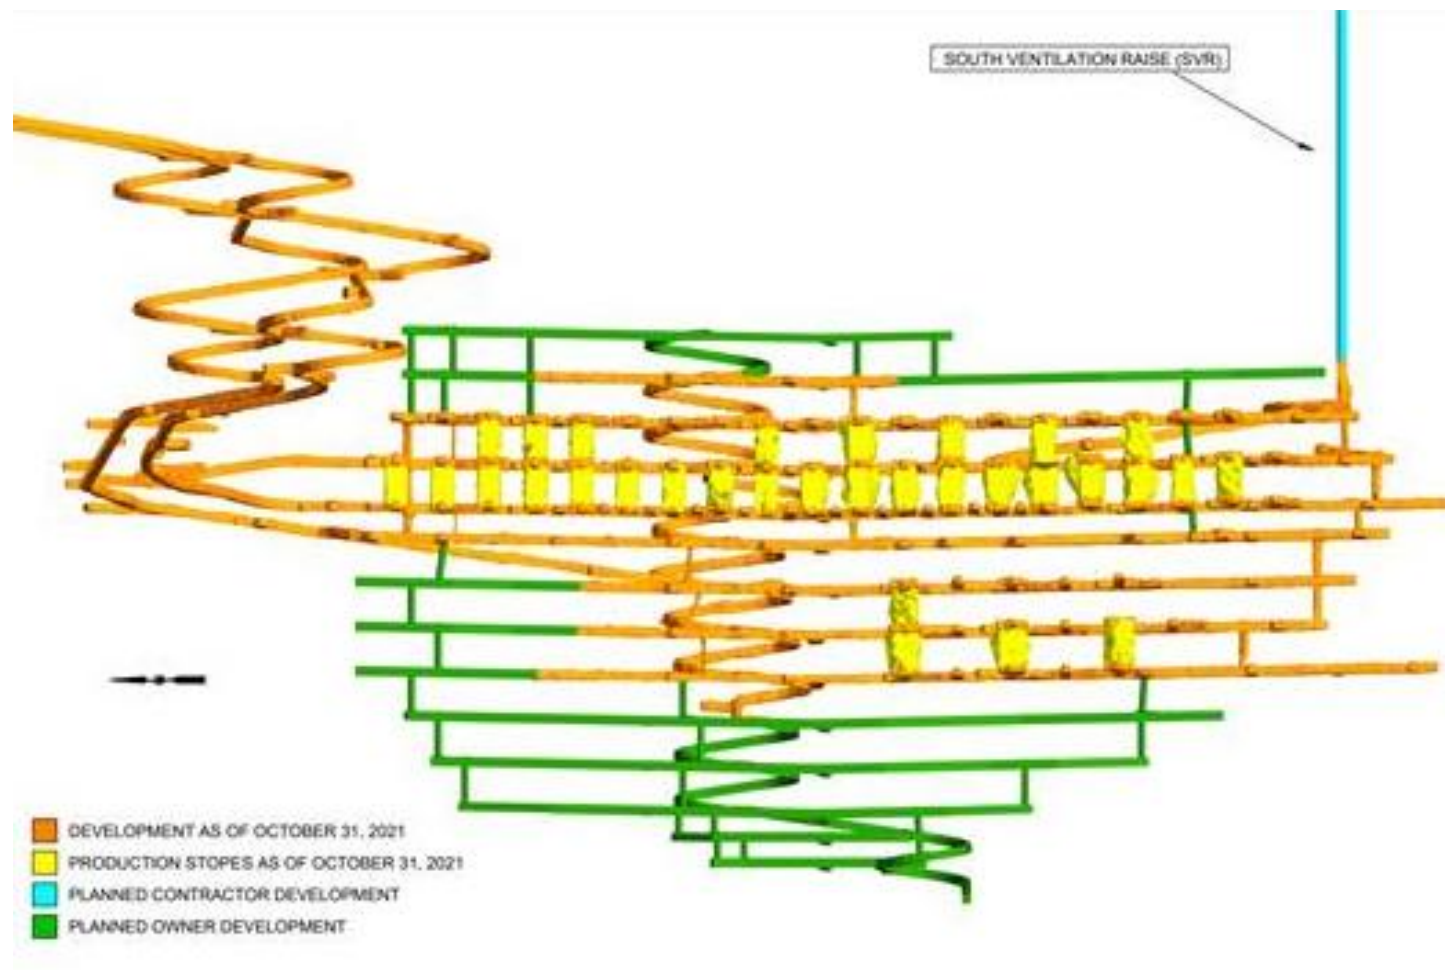 SOUTH VENTILATION RAISE (SVR)
DEVELOPMENT AS OF OCTOBER 31, 2021
PRODUCTION STOPES AS OF OCTOBER 31, 2021
PLANNED CONTRACTOR DEVELOPMENT
PLANNED OWNER DEVELOPMENT